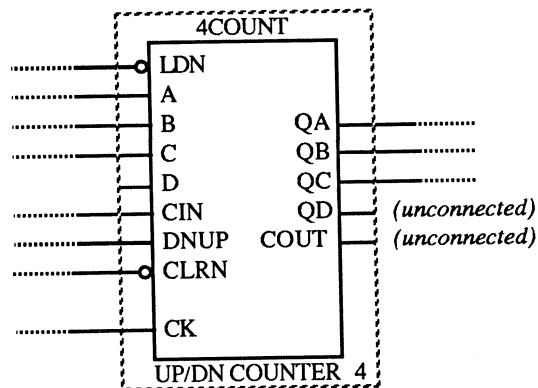 4COUNT
LDN
A
B
C
D
CIN
DNUP
CLRN
CK
QA
QB
QC
QD (unconnected)
COUT (unconnected)
UP/DN COUNTER 4